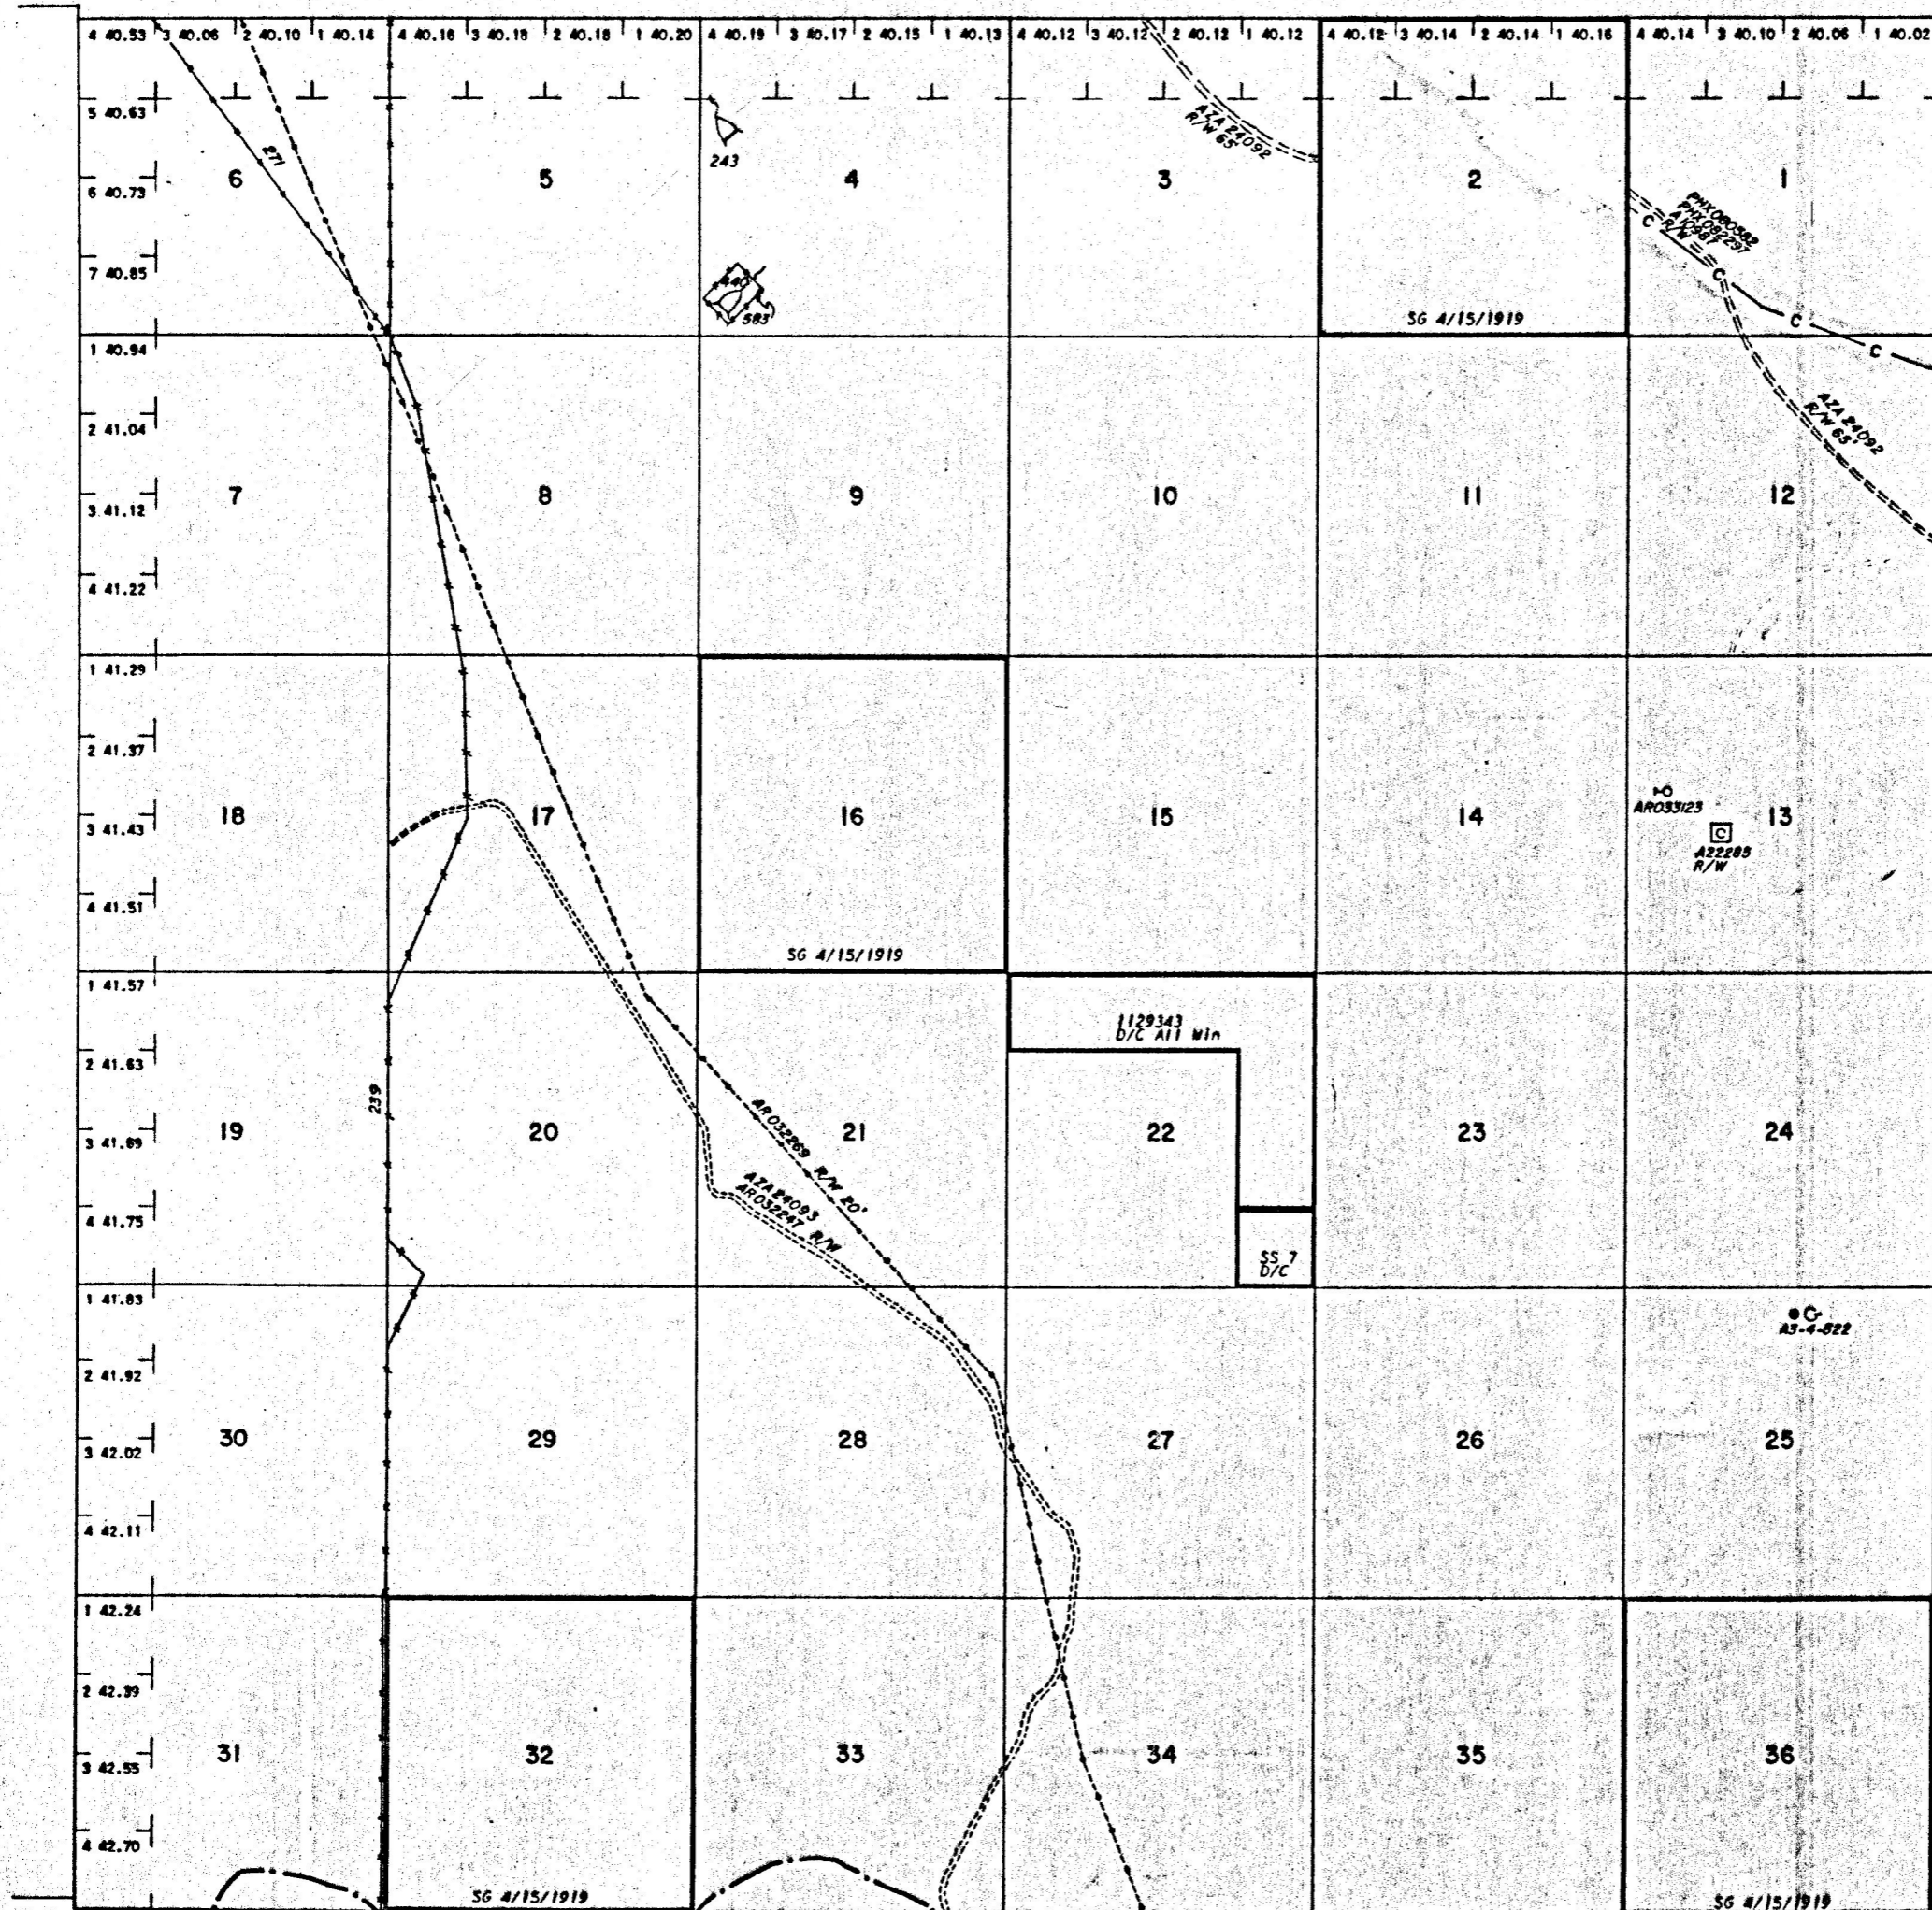 4 40.53 3 40.06 2 40.10 1 40.14 4 40.16 3 40.18 2 40.18 1 40.20 4 40.19 3 40.17 2 40.15 1 40.13 4 40.12 3 40.12 2 40.12 1 40.12 4 40.12 3 40.14 2 40.14 1 40.16 4 40.14 3 40.10 2 40.06 1 40.02
5 40.63
AZA 24092
R/W 65'
271
243
6 5 4 3 2 1
6 40.73
PHX080582
PHX082297
A10987
R/W
C
C
7 40.85
440
583
SG 4/15/1919
C
C
1 40.94
2 41.04
AZA 24092
R/W 65'
7 8 9 10 11 12
3 41.12
4 41.22
1 41.29
2 41.37
AR033123
18 17 16 15 14 13
3 41.43
C
A22285
R/W
4 41.51
SG 4/15/1919
1 41.57
1129343
D/C All Min
2 41.63
239
19 20 21 22 23 24
3 41.69
AR032269 R/W 20'
AZA24093
AR032247 R/W
4 41.75
SS 7
D/C
1 41.83
A3-4-522
2 41.92
30 29 28 27 26 25
3 42.02
4 42.11
1 42.24
2 42.39
31 32 33 34 35 36
3 42.55
4 42.70
SG 4/15/1919
SG 4/15/1919